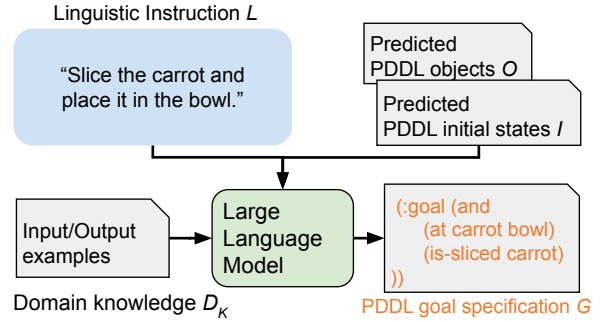 Linguistic Instruction L
“Slice the carrot and
place it in the bowl.”
Predicted
PDDL objects O
Predicted
PDDL initial states I
Input/Output
examples
Domain knowledge D_K
Large
Language
Model
(:goal (and
(at carrot bowl)
(is-sliced carrot)
))
PDDL goal specification G